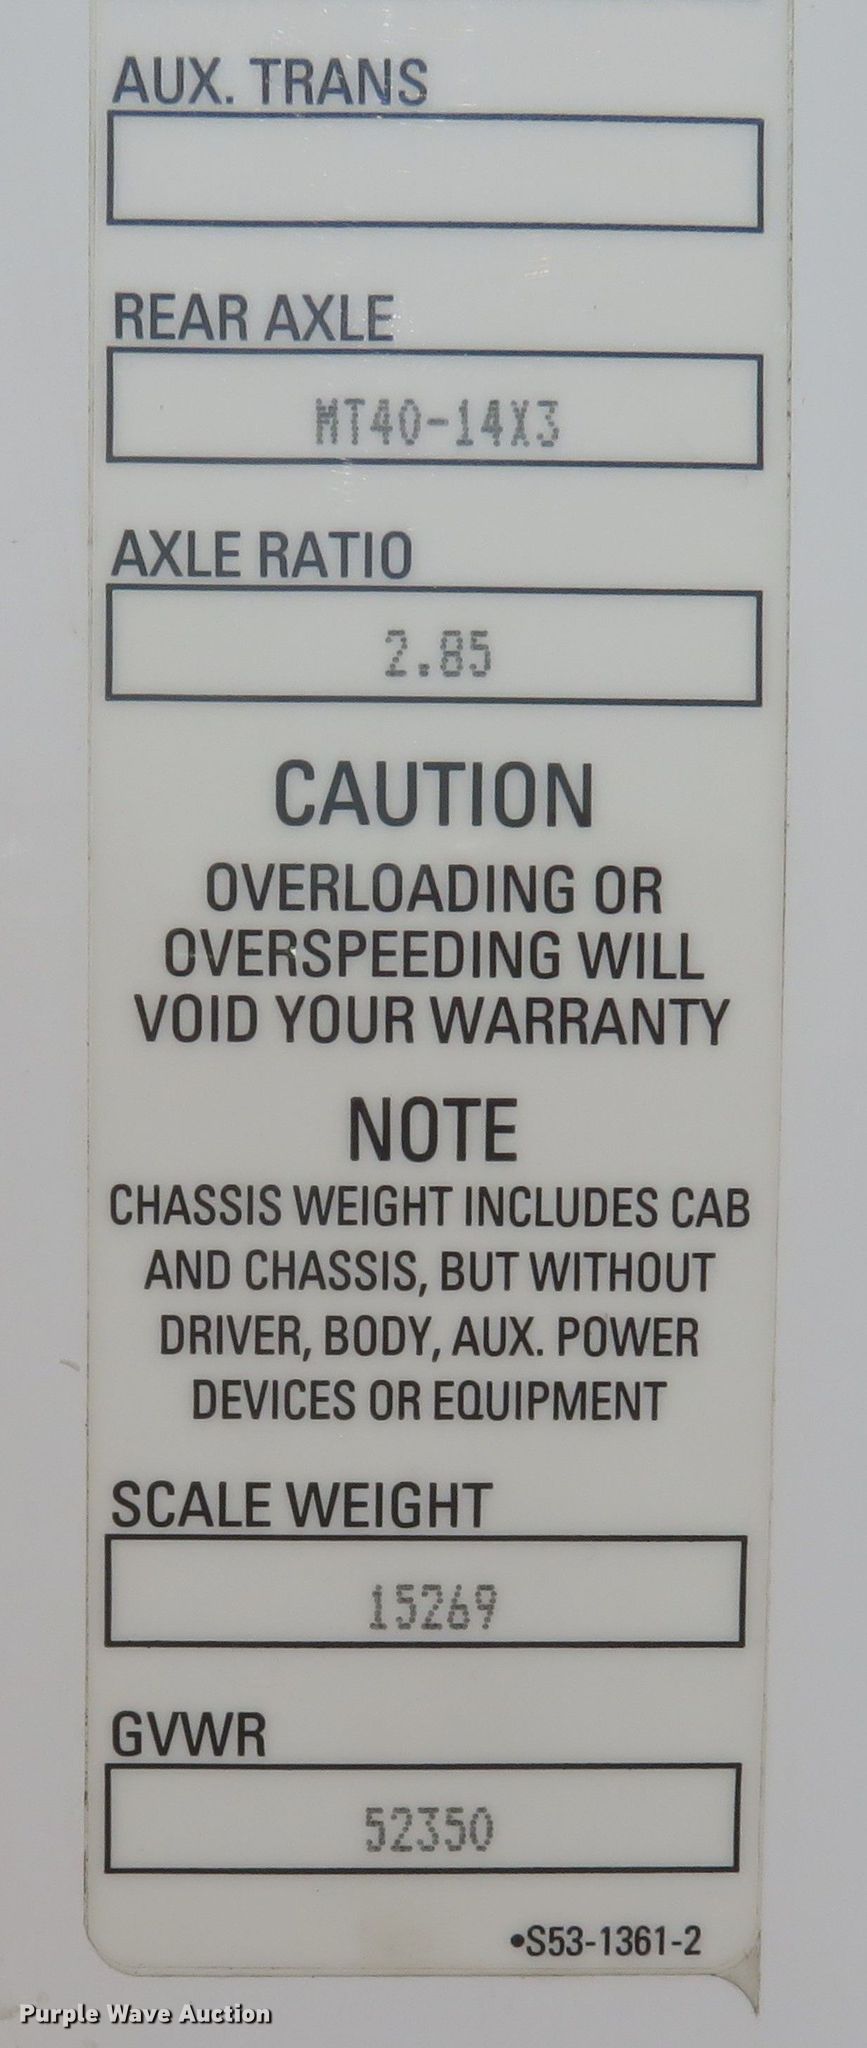 AUX. TRANS
REAR AXLE
MT40-14X3
AXLE RATIO
2.85
CAUTION
OVERLOADING OR
OVERSPEEDING WILL
VOID YOUR WARRANTY
NOTE
CHASSIS WEIGHT INCLUDES CAB
AND CHASSIS, BUT WITHOUT
DRIVER, BODY, AUX. POWER
DEVICES OR EQUIPMENT
SCALE WEIGHT
15269
GVWR
52350
•S53-1361-2
Purple Wave Auction